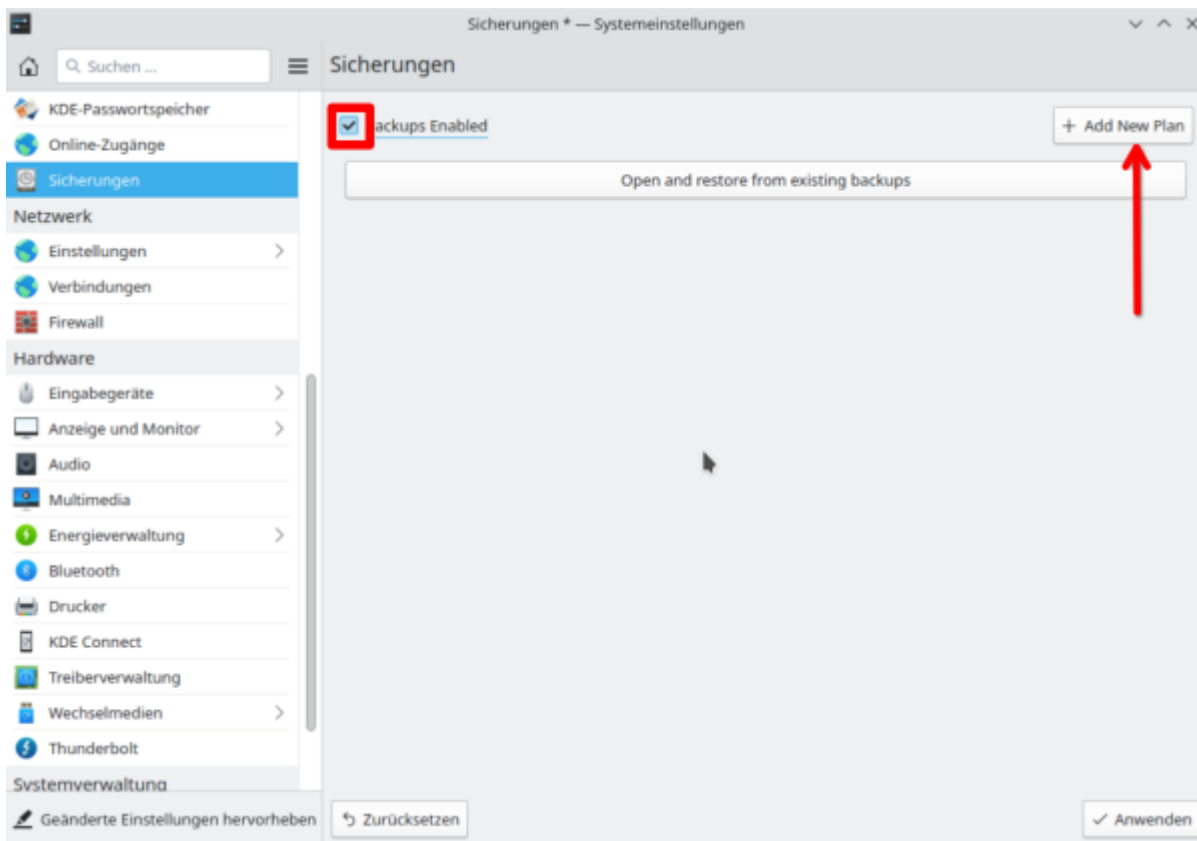 Sicherungen * — Systemeinstellungen
Suchen ...
Sicherungen
KDE-Passwortspeicher
Online-Zugänge
Sicherungen
Netzwerk
Einstellungen
Verbindungen
Firewall
Hardware
Eingabegeräte
Anzeige und Monitor
Audio
Multimedia
Energieverwaltung
Bluetooth
Drucker
KDE Connect
Treiberverwaltung
Wechselmedien
Thunderbolt
Systemverwaltung
Geänderte Einstellungen hervorheben
ackups Enabled
+ Add New Plan
Open and restore from existing backups
Zurücksetzen
Anwenden